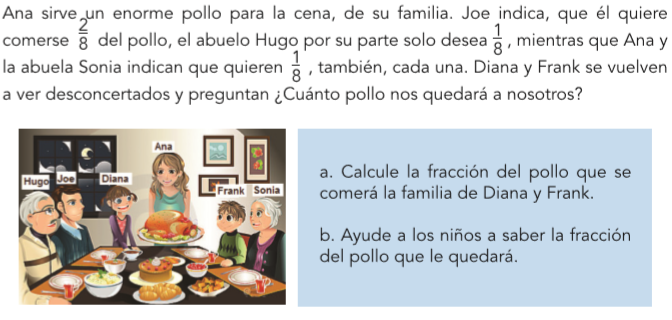 Ana sirve un enorme pollo para la cena, de su familia. Joe indica, que él quiere
comerse 2/8 del pollo, el abuelo Hugo por su parte solo desea 1/8 , mientras que Ana y
la abuela Sonia indican que quieren 1/8 , también, cada una. Diana y Frank se vuelven
a ver desconcertados y preguntan ¿Cuánto pollo nos quedará a nosotros?
Ana
Hugo
Joe
Diana
Frank
Sonia
a. Calcule la fracción del pollo que se
comerá la familia de Diana y Frank.
b. Ayude a los niños a saber la fracción
del pollo que le quedará.